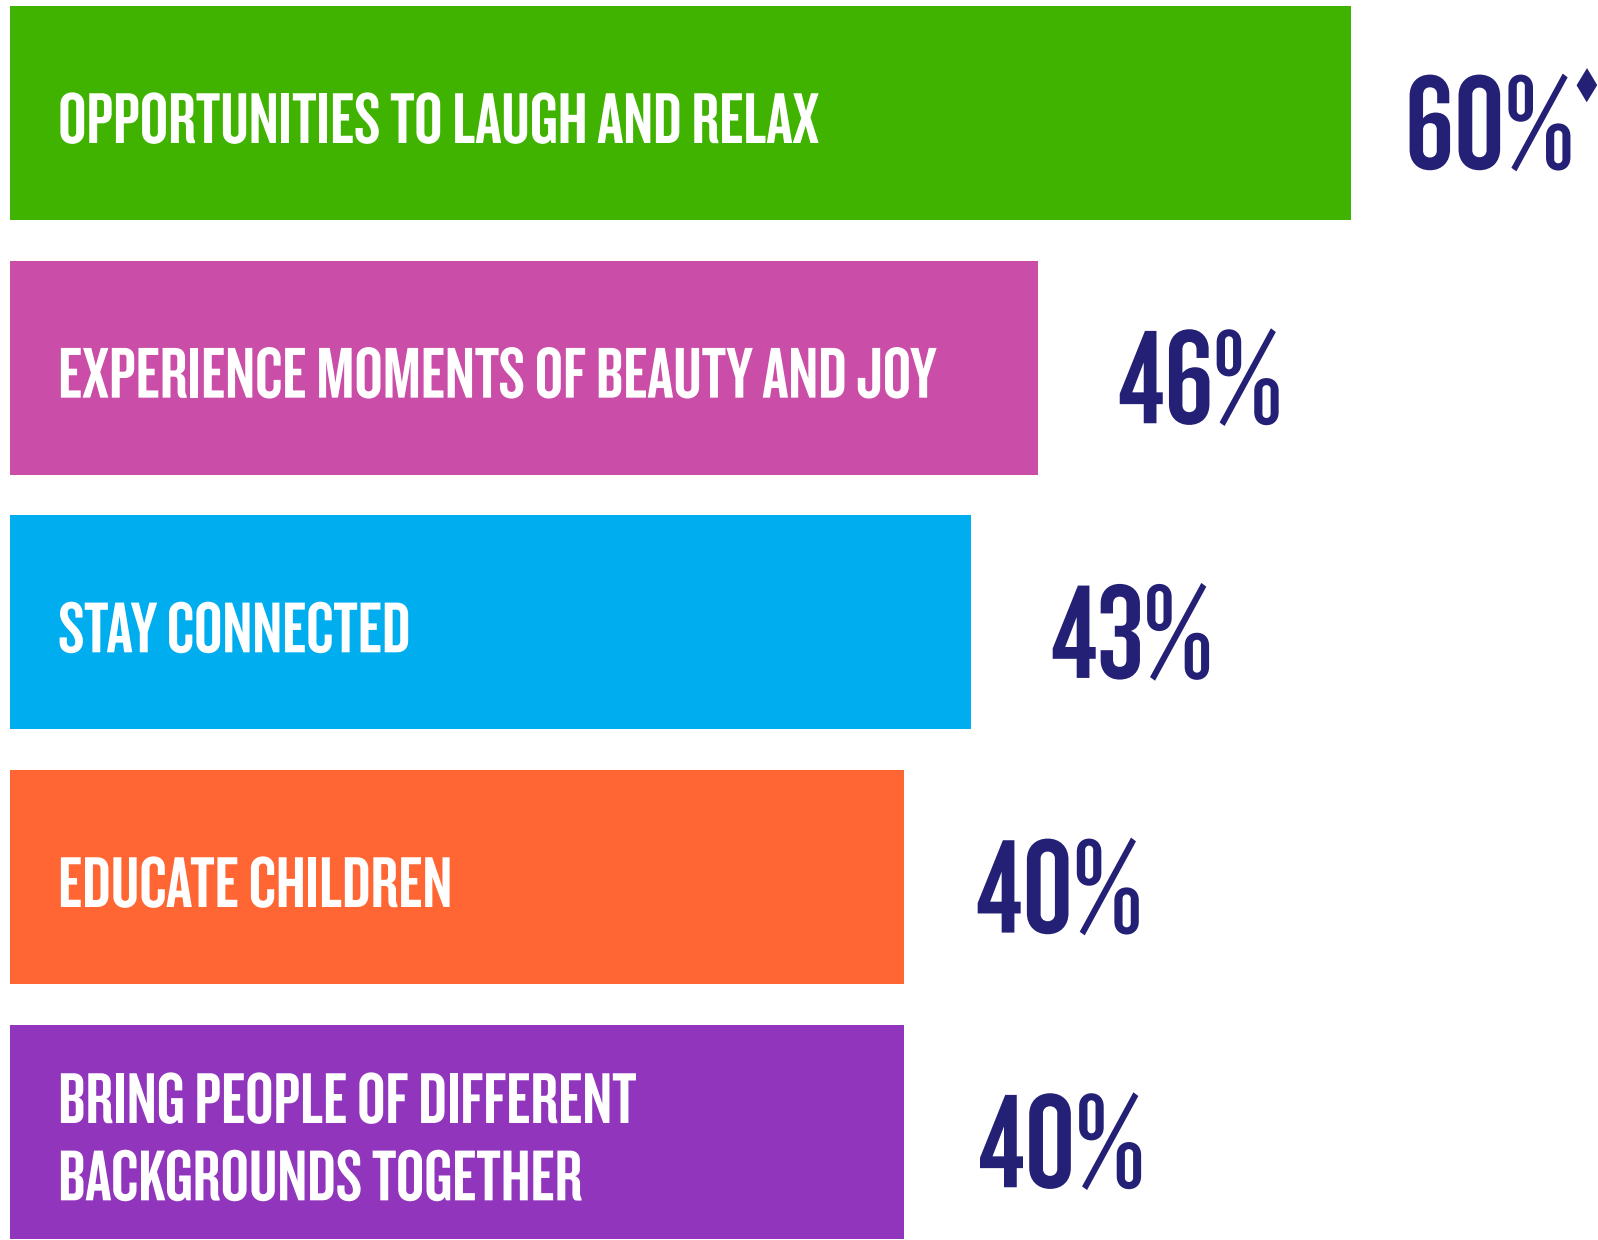 OPPORTUNITIES TO LAUGH AND RELAX 60%♦
EXPERIENCE MOMENTS OF BEAUTY AND JOY 46%
STAY CONNECTED 43%
EDUCATE CHILDREN 40%
BRING PEOPLE OF DIFFERENT
BACKGROUNDS TOGETHER 40%